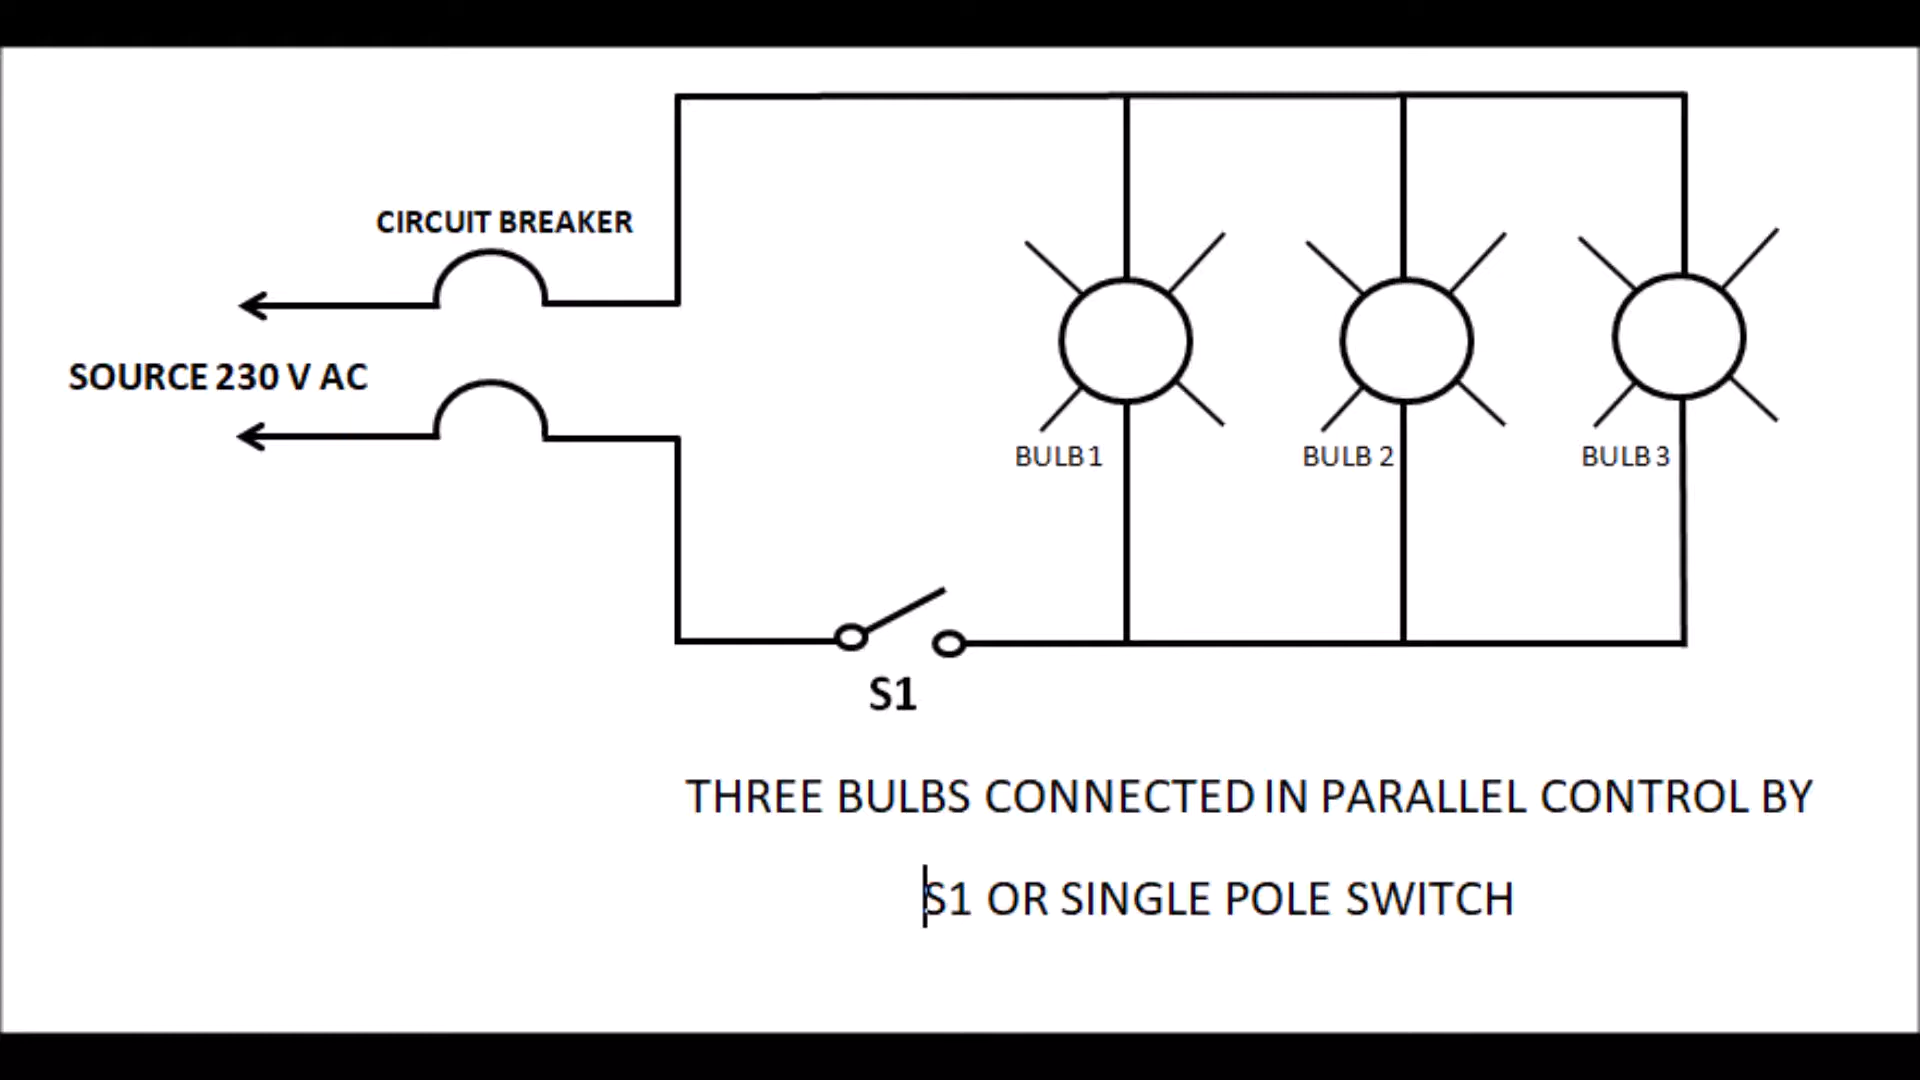 CIRCUIT BREAKER
SOURCE 230 V AC
BULB 1
BULB 2
BULB 3
S1
THREE BULBS CONNECTED IN PARALLEL CONTROL BY
S1 OR SINGLE POLE SWITCH